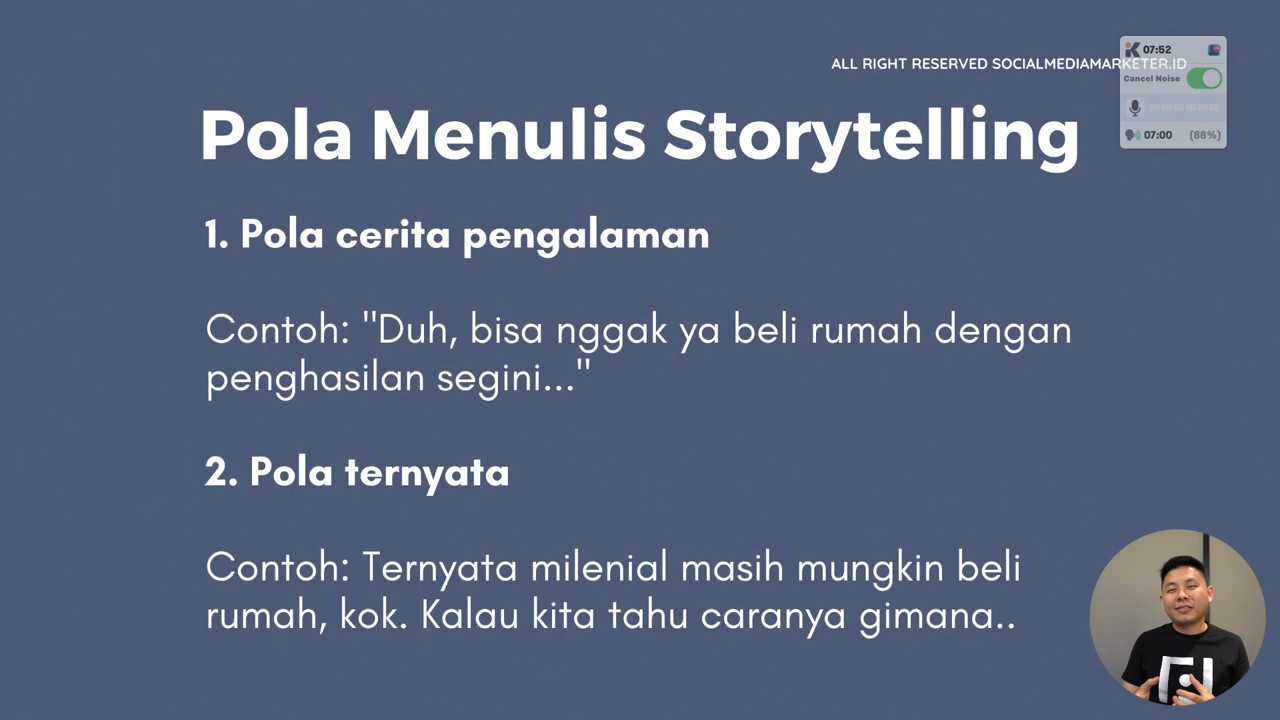 ALL RIGHT RESERVED SOCIALMEDIAMARKETER.ID
07:52
Cancel Noise
07:00 (88%)
Pola Menulis Storytelling
1. Pola cerita pengalaman
Contoh: "Duh, bisa nggak ya beli rumah dengan
penghasilan segini..."
2. Pola ternyata
Contoh: Ternyata milenial masih mungkin beli
rumah, kok. Kalau kita tahu caranya gimana..